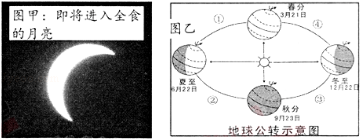 图甲：即将进入全食
的月亮
图乙
春分
3月21日
①
④
夏至
6月22日
冬至
12月22日
②
③
秋分
9月23日
地球公转示意图